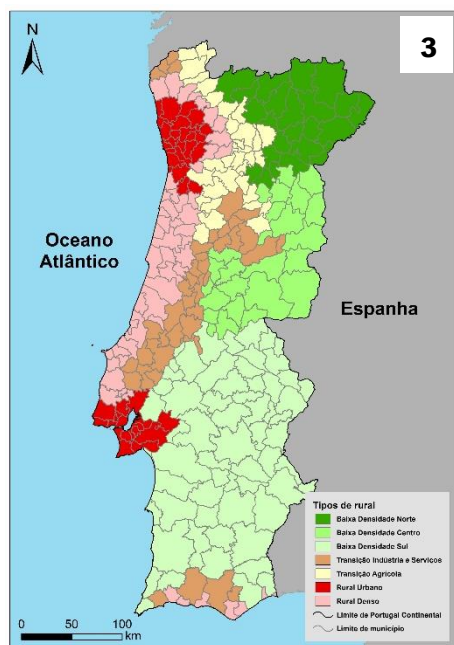 N
3
Oceano
Atlântico
Espanha
Tipos de rural
Baixa Densidade Norte
Baixa Densidade Centro
Baixa Densidade Sul
Transição Indústria e Serviços
Transição Agrícola
Rural Urbano
Rural Denso
Limite de Portugal Continental
Limite de município
0 50 100
km